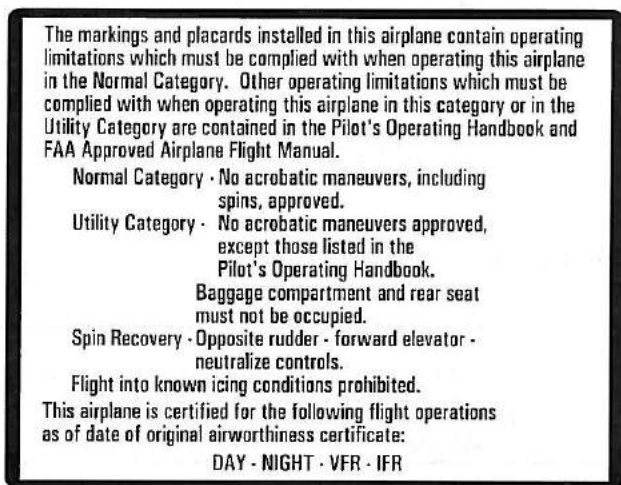 The markings and placards installed in this airplane contain operating
limitations which must be complied with when operating this airplane
in the Normal Category. Other operating limitations which must be
complied with when operating this airplane in this category or in the
Utility Category are contained in the Pilot's Operating Handbook and
FAA Approved Airplane Flight Manual.
Normal Category - No acrobatic maneuvers, including
spins, approved.
Utility Category - No acrobatic maneuvers approved,
except those listed in the
Pilot's Operating Handbook.
Baggage compartment and rear seat
must not be occupied.
Spin Recovery - Opposite rudder - forward elevator -
neutralize controls.
Flight into known icing conditions prohibited.
This airplane is certified for the following flight operations
as of date of original airworthiness certificate:
DAY - NIGHT - VFR - IFR